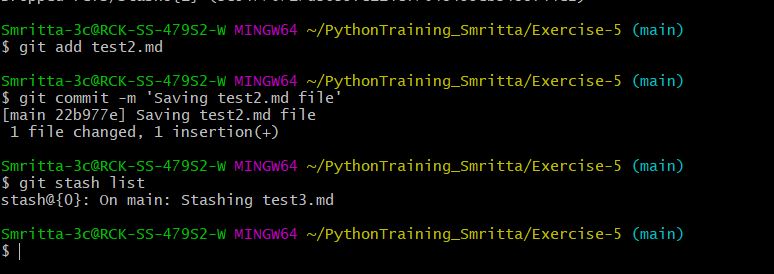 Smritta-3c@RCK-SS-479S2-W MINGW64 ~/PythonTraining_Smritta/Exercise-5 (main)
$ git add test2.md
Smritta-3c@RCK-SS-479S2-W MINGW64 ~/PythonTraining_Smritta/Exercise-5 (main)
$ git commit -m 'Saving test2.md file'
[main 22b977e] Saving test2.md file
 1 file changed, 1 insertion(+)
Smritta-3c@RCK-SS-479S2-W MINGW64 ~/PythonTraining_Smritta/Exercise-5 (main)
$ git stash list
stash@{0}: On main: Stashing test3.md
Smritta-3c@RCK-SS-479S2-W MINGW64 ~/PythonTraining_Smritta/Exercise-5 (main)
$